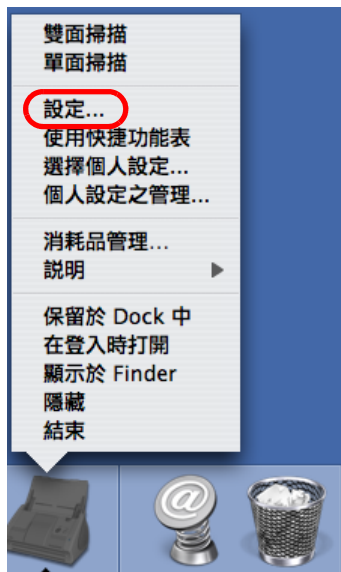 雙面掃描
單面掃描
設定...
使用快捷功能表
選擇個人設定...
個人設定之管理...
消耗品管理...
説明
保留於 Dock 中
在登入時打開
顯示於 Finder
隱藏
結束
@